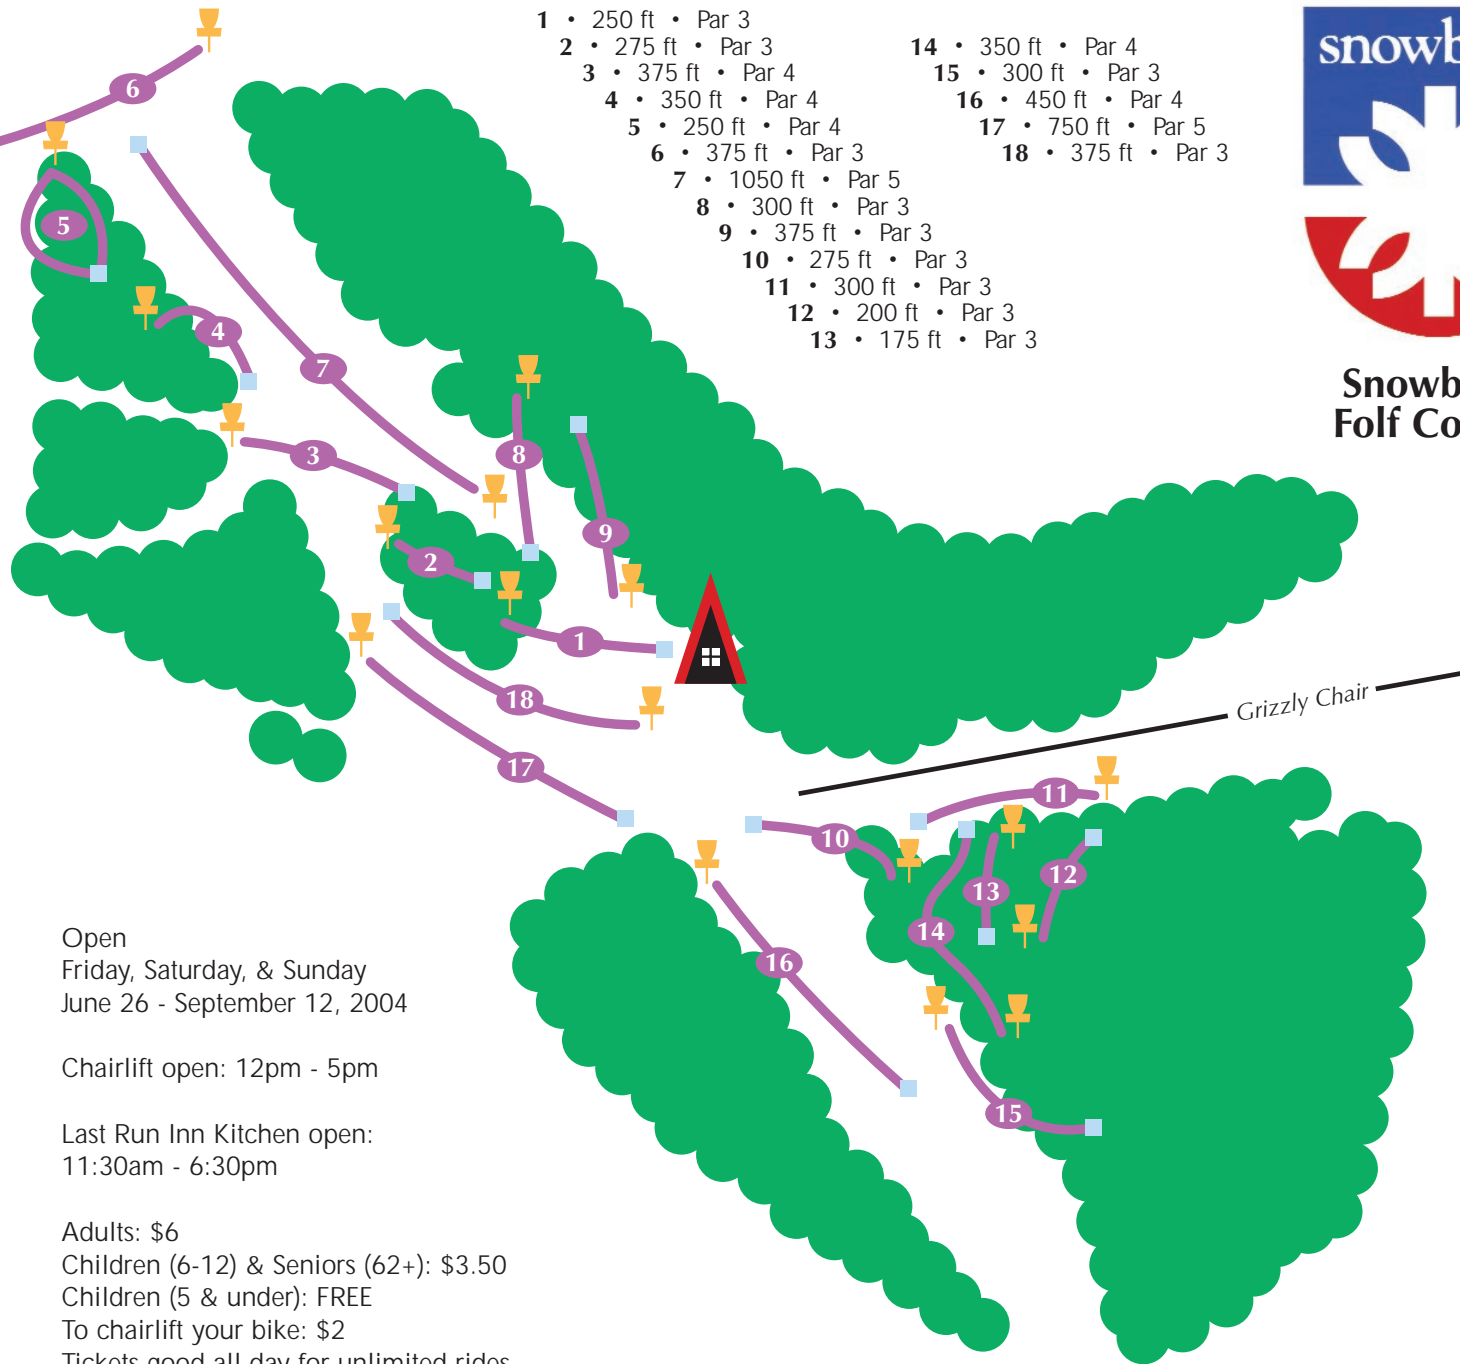 1 • 250 ft • Par 3
2 • 275 ft • Par 3
3 • 375 ft • Par 4
4 • 350 ft • Par 4
5 • 250 ft • Par 4
6 • 375 ft • Par 3
7 • 1050 ft • Par 5
8 • 300 ft • Par 3
9 • 375 ft • Par 3
10 • 275 ft • Par 3
11 • 300 ft • Par 3
12 • 200 ft • Par 3
13 • 175 ft • Par 3
14 • 350 ft • Par 4
15 • 300 ft • Par 3
16 • 450 ft • Par 4
17 • 750 ft • Par 5
18 • 375 ft • Par 3
snowb
Snowb
Folf Co
6
5
4
7
3
8
9
2
1
18
17
Grizzly Chair
11
10
12
13
14
16
15
Open
Friday, Saturday, & Sunday
June 26 - September 12, 2004
Chairlift open: 12pm - 5pm
Last Run Inn Kitchen open:
11:30am - 6:30pm
Adults: $6
Children (6-12) & Seniors (62+): $3.50
Children (5 & under): FREE
To chairlift your bike: $2
Tickets good all day for unlimited rides